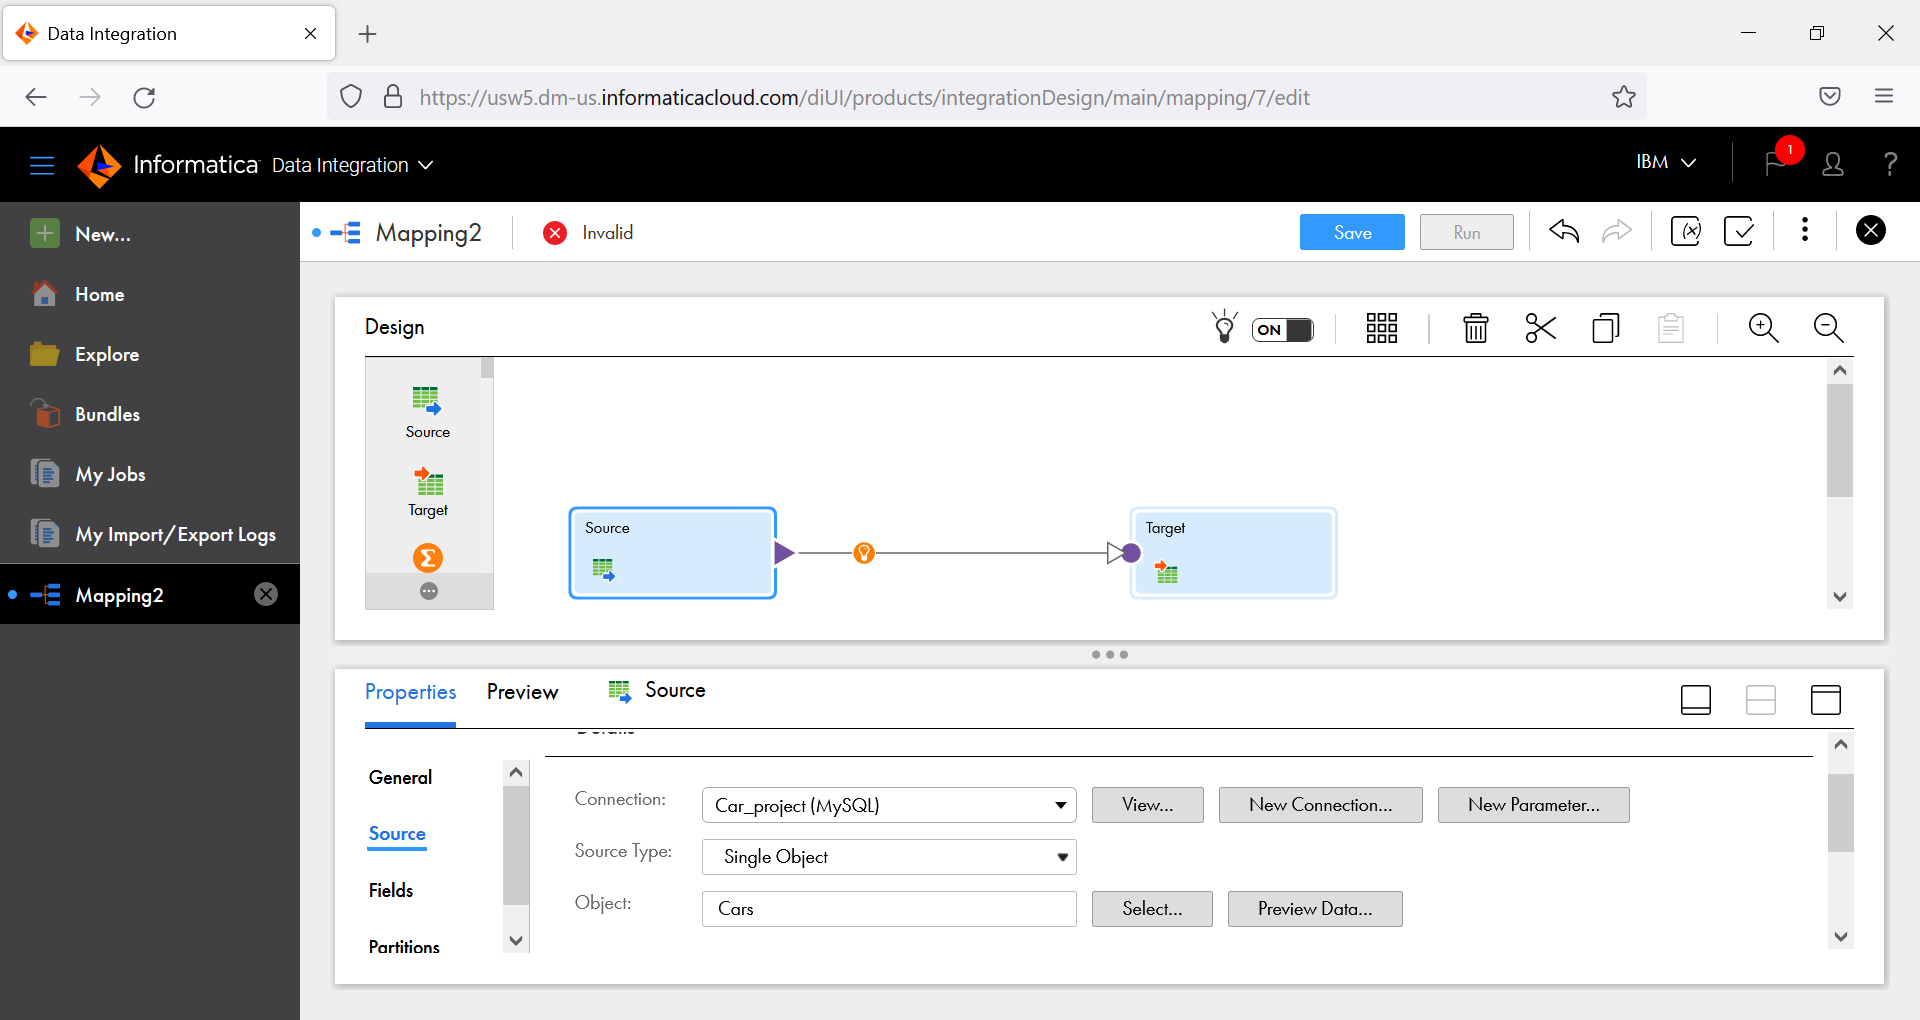 Data Integration
https://usw5.dm-us.informaticacloud.com/diUI/products/integrationDesign/main/mapping/7/edit
Informatica Data Integration
IBM
1
?
New...
Home
Explore
Bundles
My Jobs
My Import/Export Logs
Mapping2
Mapping2
Invalid
Save
Run
Design
ON
Source
Target
Source
Target
Properties
Preview
Source
Details
General
Source
Fields
Partitions
Connection:
Car_project (MySQL)
View...
New Connection...
New Parameter...
Source Type:
Single Object
Object:
Cars
Select...
Preview Data...